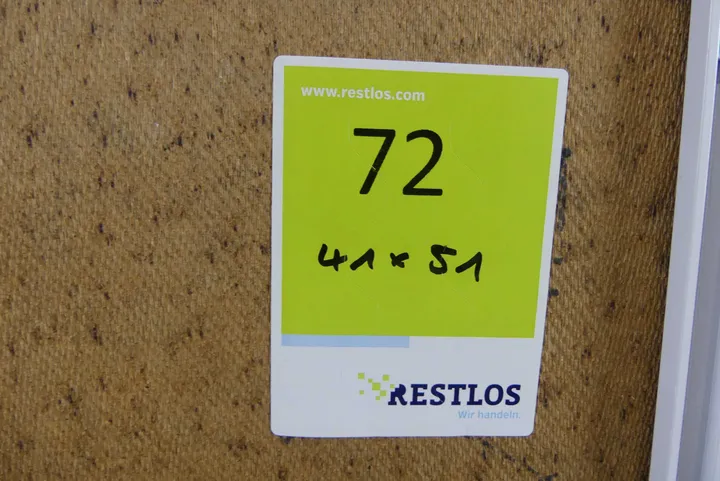 www.restlos.com
72
41 x 51
RESTLOS
Wir handeln.